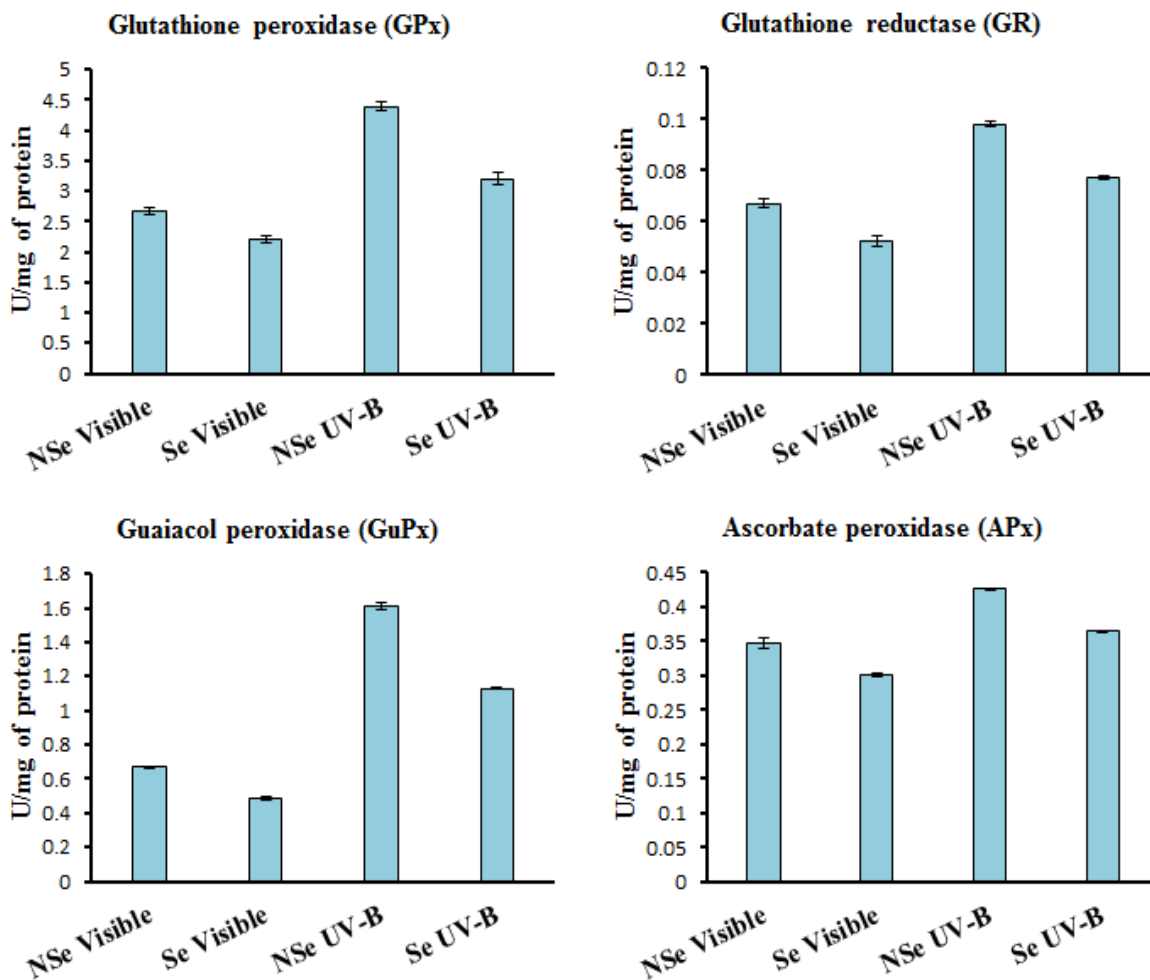 Glutathione peroxidase (GPx)
U/mg of protein
5
4.5
4
3.5
3
2.5
2
1.5
1
0.5
0
NSe Visible
Se Visible
NSe UV-B
Se UV-B
Glutathione reductase (GR)
U/mg of protein
0.12
0.1
0.08
0.06
0.04
0.02
0
NSe Visible
Se Visible
NSe UV-B
Se UV-B
Guaiacol peroxidase (GuPx)
U/mg of protein
1.8
1.6
1.4
1.2
1
0.8
0.6
0.4
0.2
0
NSe Visible
Se Visible
NSe UV-B
Se UV-B
Ascorbate peroxidase (APx)
U/mg of protein
0.45
0.4
0.35
0.3
0.25
0.2
0.15
0.1
0.05
0
NSe Visible
Se Visible
NSe UV-B
Se UV-B